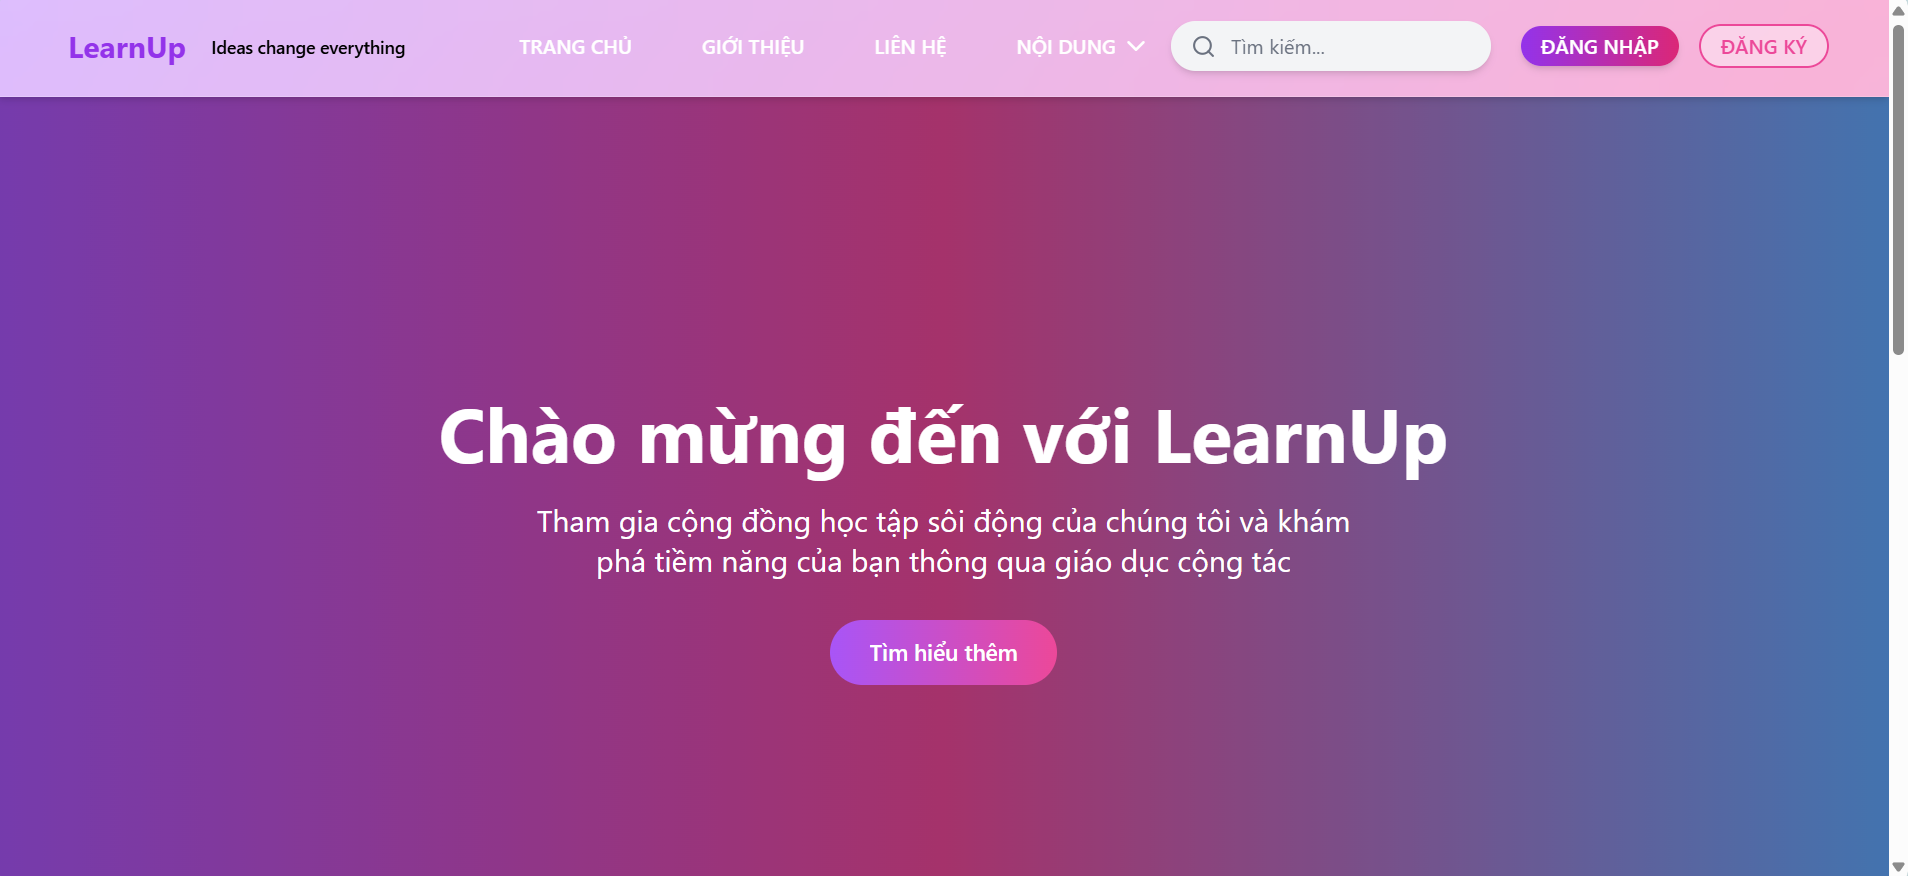 LearnUp
Ideas change everything
TRANG CHỦ
GIỚI THIỆU
LIÊN HỆ
NỘI DUNG
Tìm kiếm...
ĐĂNG NHẬP
ĐĂNG KÝ
Chào mừng đến với LearnUp
Tham gia cộng đồng học tập sôi động của chúng tôi và khám
phá tiềm năng của bạn thông qua giáo dục cộng tác
Tìm hiểu thêm